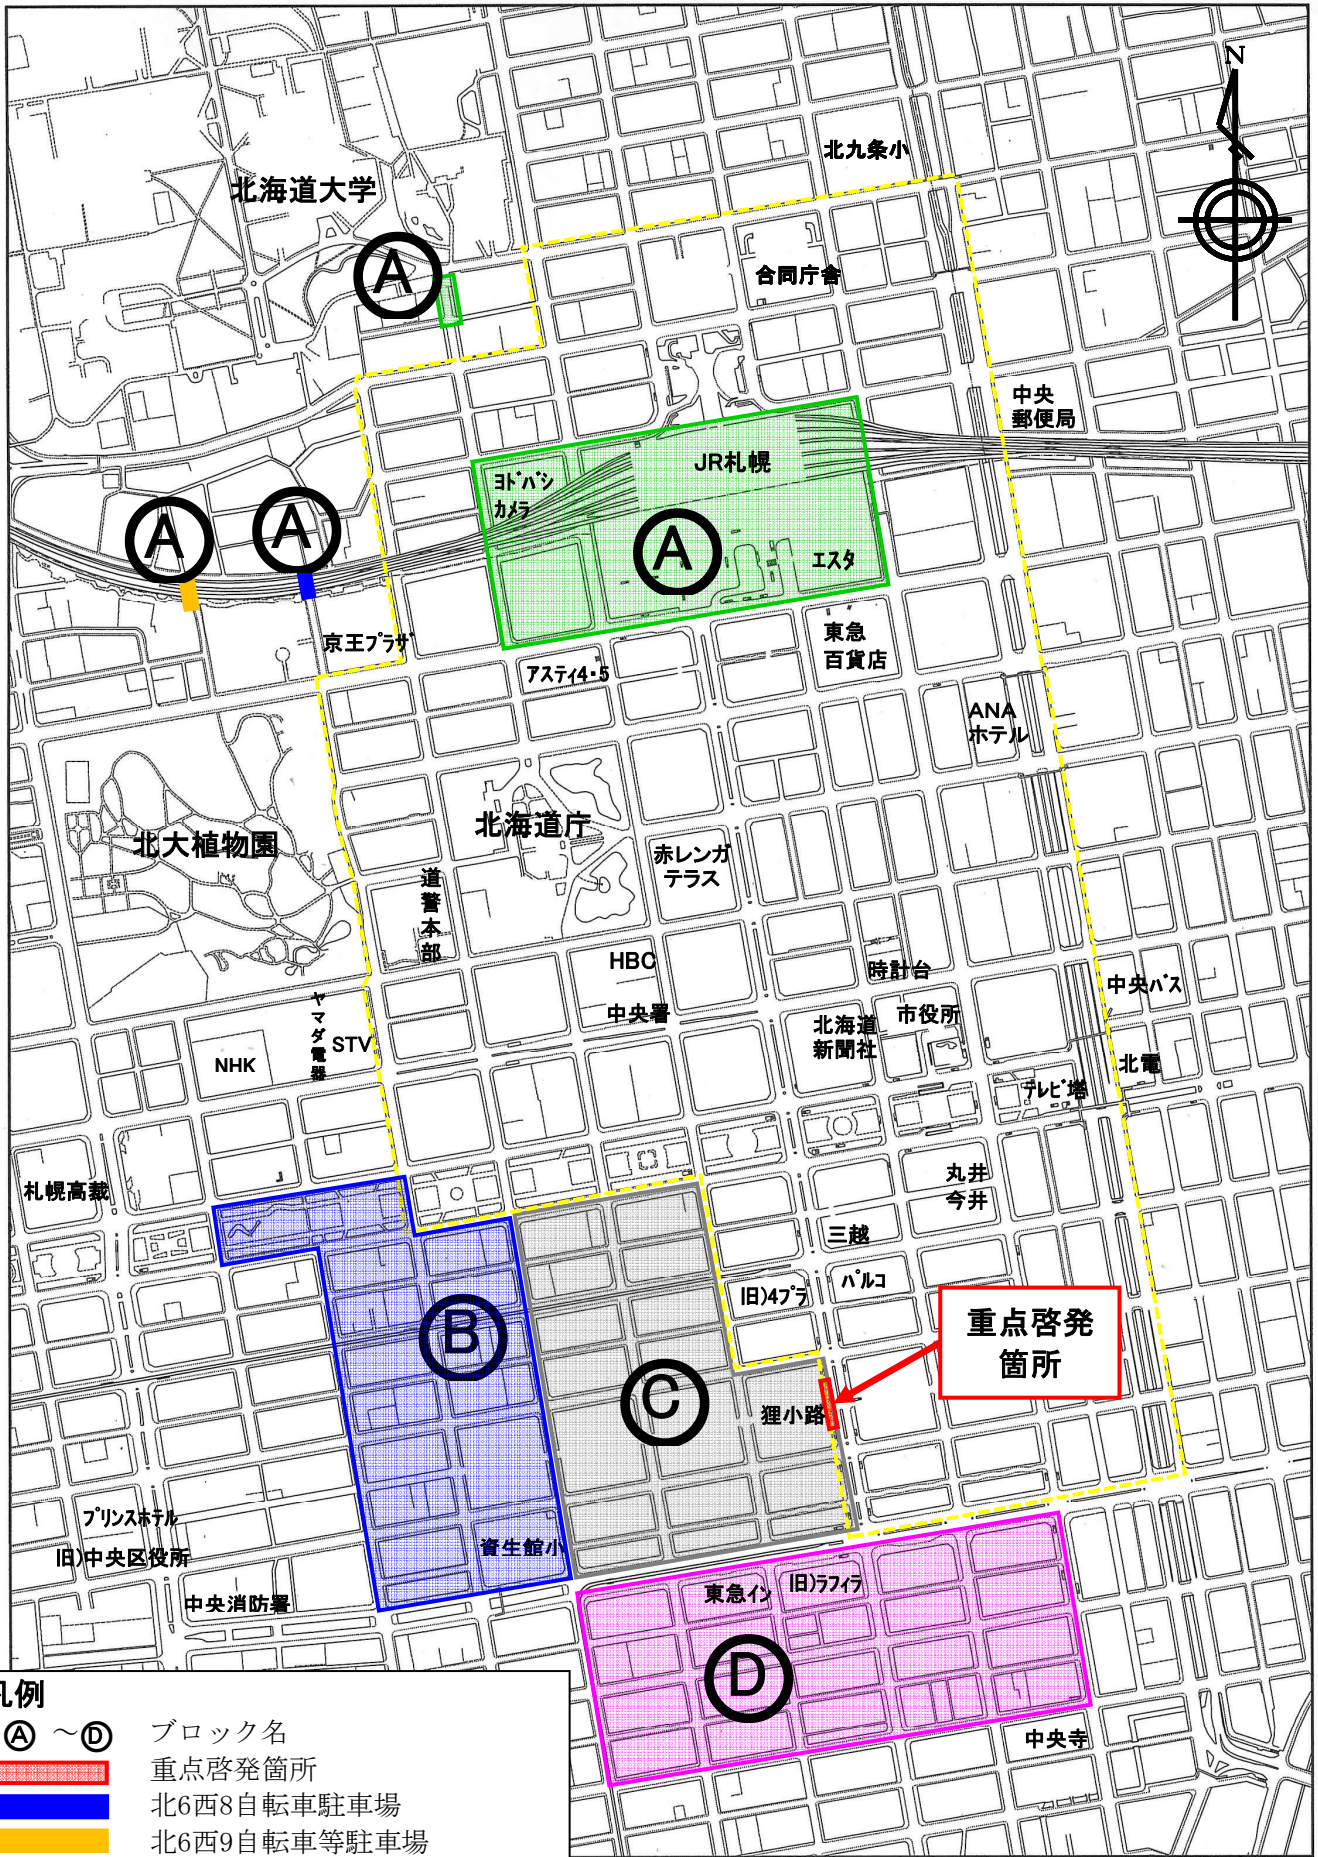 N
北九条小
北海道大学
A
合同庁舎
中央
郵便局
JR札幌
ヨドバシ
カメラ
A
A
A
エスタ
京王プラザ
東急
百貨店
アスティ4・5
ANA
ホテル
北海道庁
北大植物園
赤レンガ
テラス
道警本部
HBC
時計台
中央バス
ヤマダ電器
中央署
市役所
北海道
新聞社
STV
NHK
北電
テレビ塔
丸井
今井
札幌高裁
三越
パルコ
旧)4プラ
重点啓発
箇所
B
C
狸小路
プリンスホテル
資生館小
旧)中央区役所
東急イン
旧)ラフィラ
中央消防署
D
中央寺
凡例
A ～D ブロック名
重点啓発箇所
北6西8自転車駐車場
北6西9自転車等駐車場